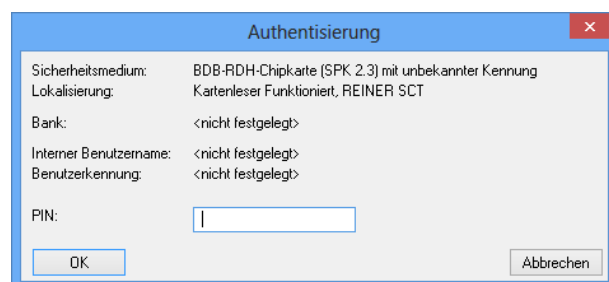 Authentisierung
Sicherheitsmedium: BDB-RDH-Chipkarte (SPK 2.3) mit unbekannter Kennung
Lokalisierung: Kartenleser Funktioniert, REINER SCT
Bank: <nicht festgelegt>
Interner Benutzername: <nicht festgelegt>
Benutzerkennung: <nicht festgelegt>
PIN:
OK Abbrechen